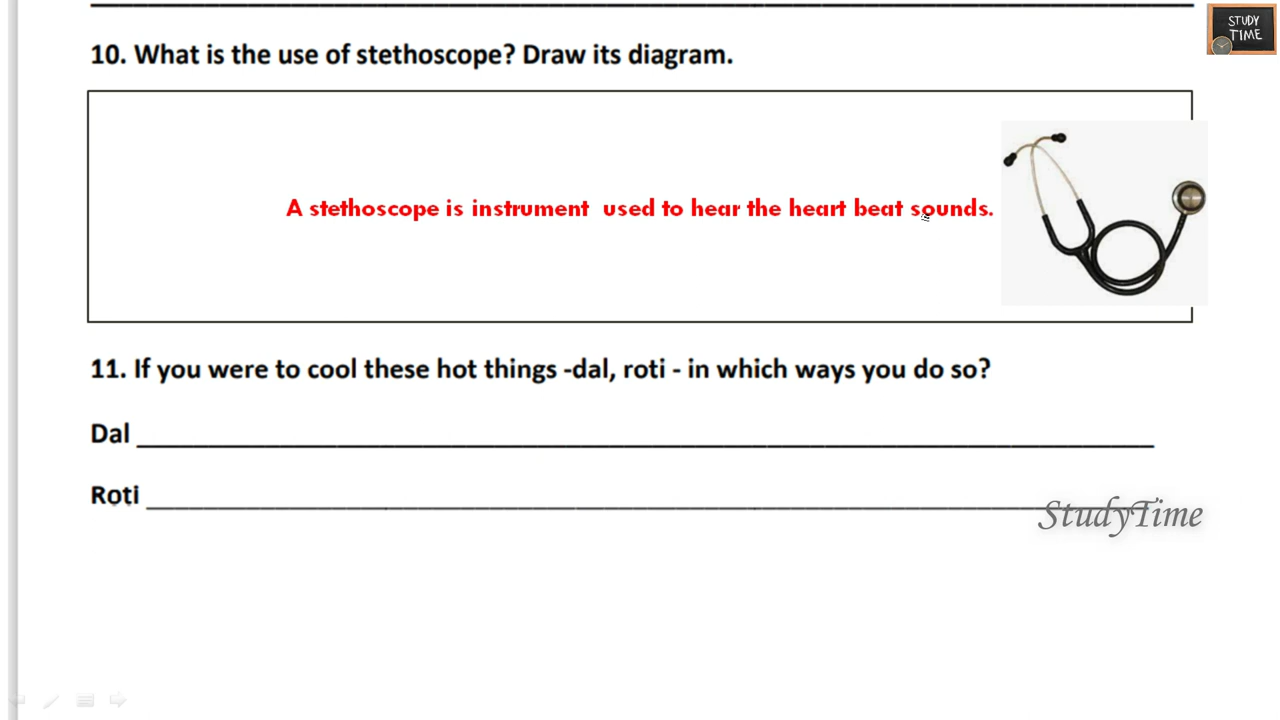 STUDY
TIME
10. What is the use of stethoscope? Draw its diagram.
A stethoscope is instrument used to hear the heart beat sounds.
11. If you were to cool these hot things -dal, roti - in which ways you do so?
Dal
Roti
StudyTime